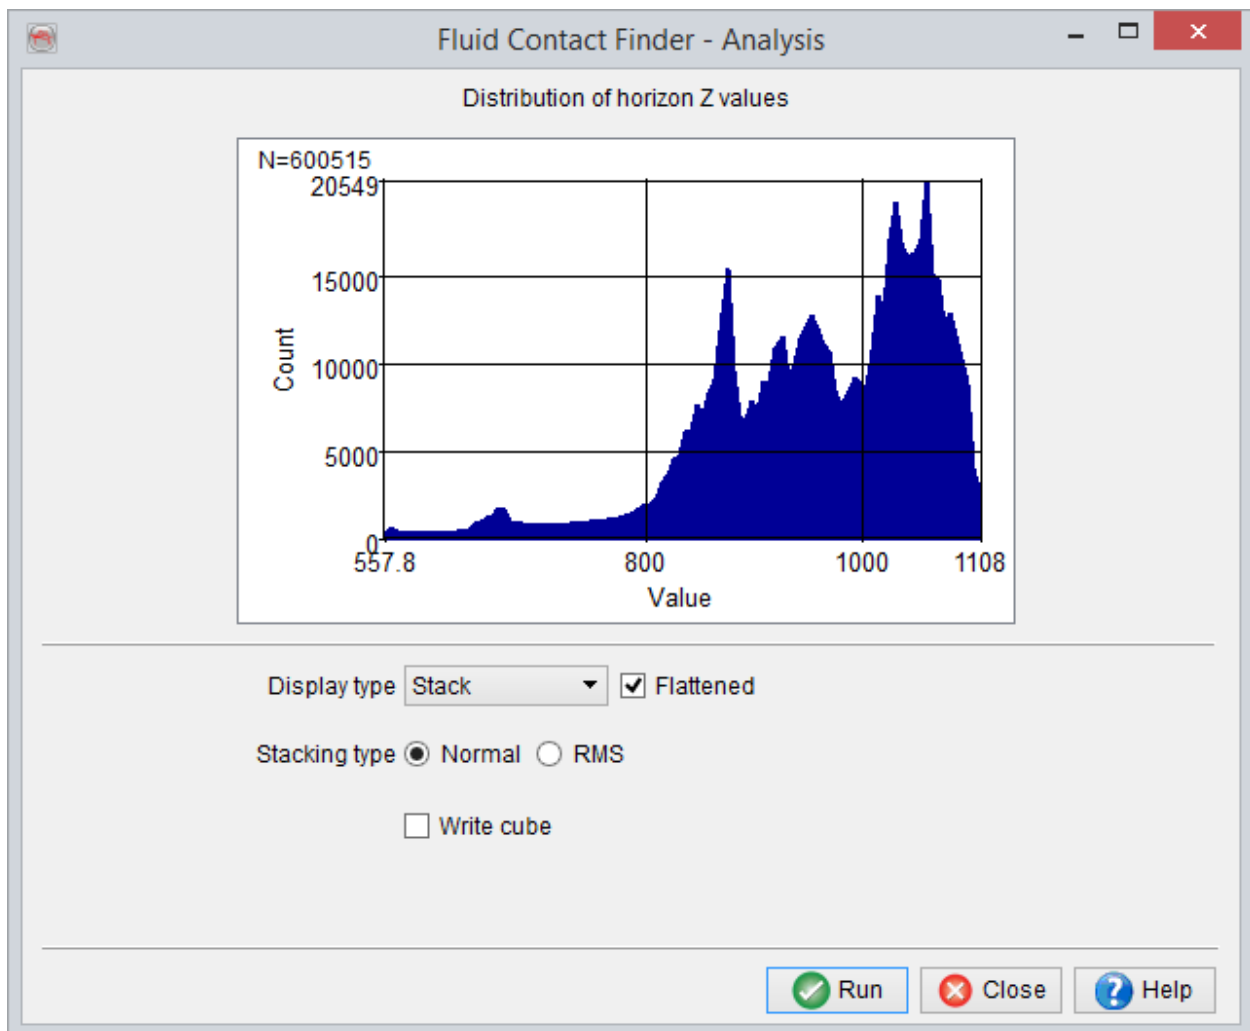 Fluid Contact Finder - Analysis
Distribution of horizon Z values
N=600515
20549
15000
10000
5000
0
Count
557.8 800 1000 1108
Value
Display type Stack Flattened
Stacking type Normal RMS
Write cube
Run Close Help